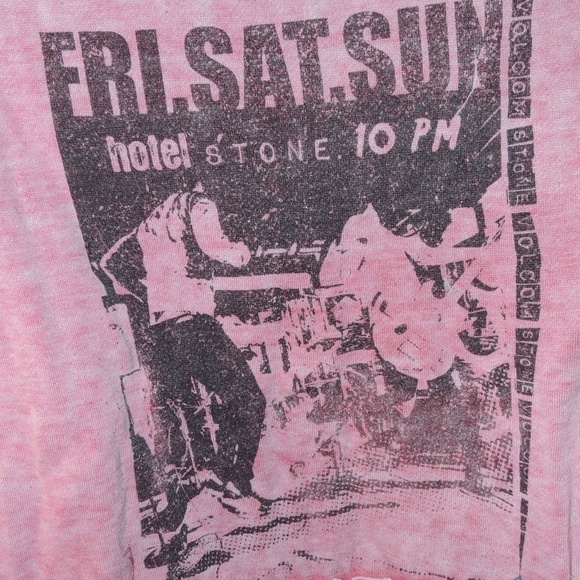 FRI.SAT.SUN
hotel STONE. 10 PM
VOLCOM STONE VOLCOM STONE